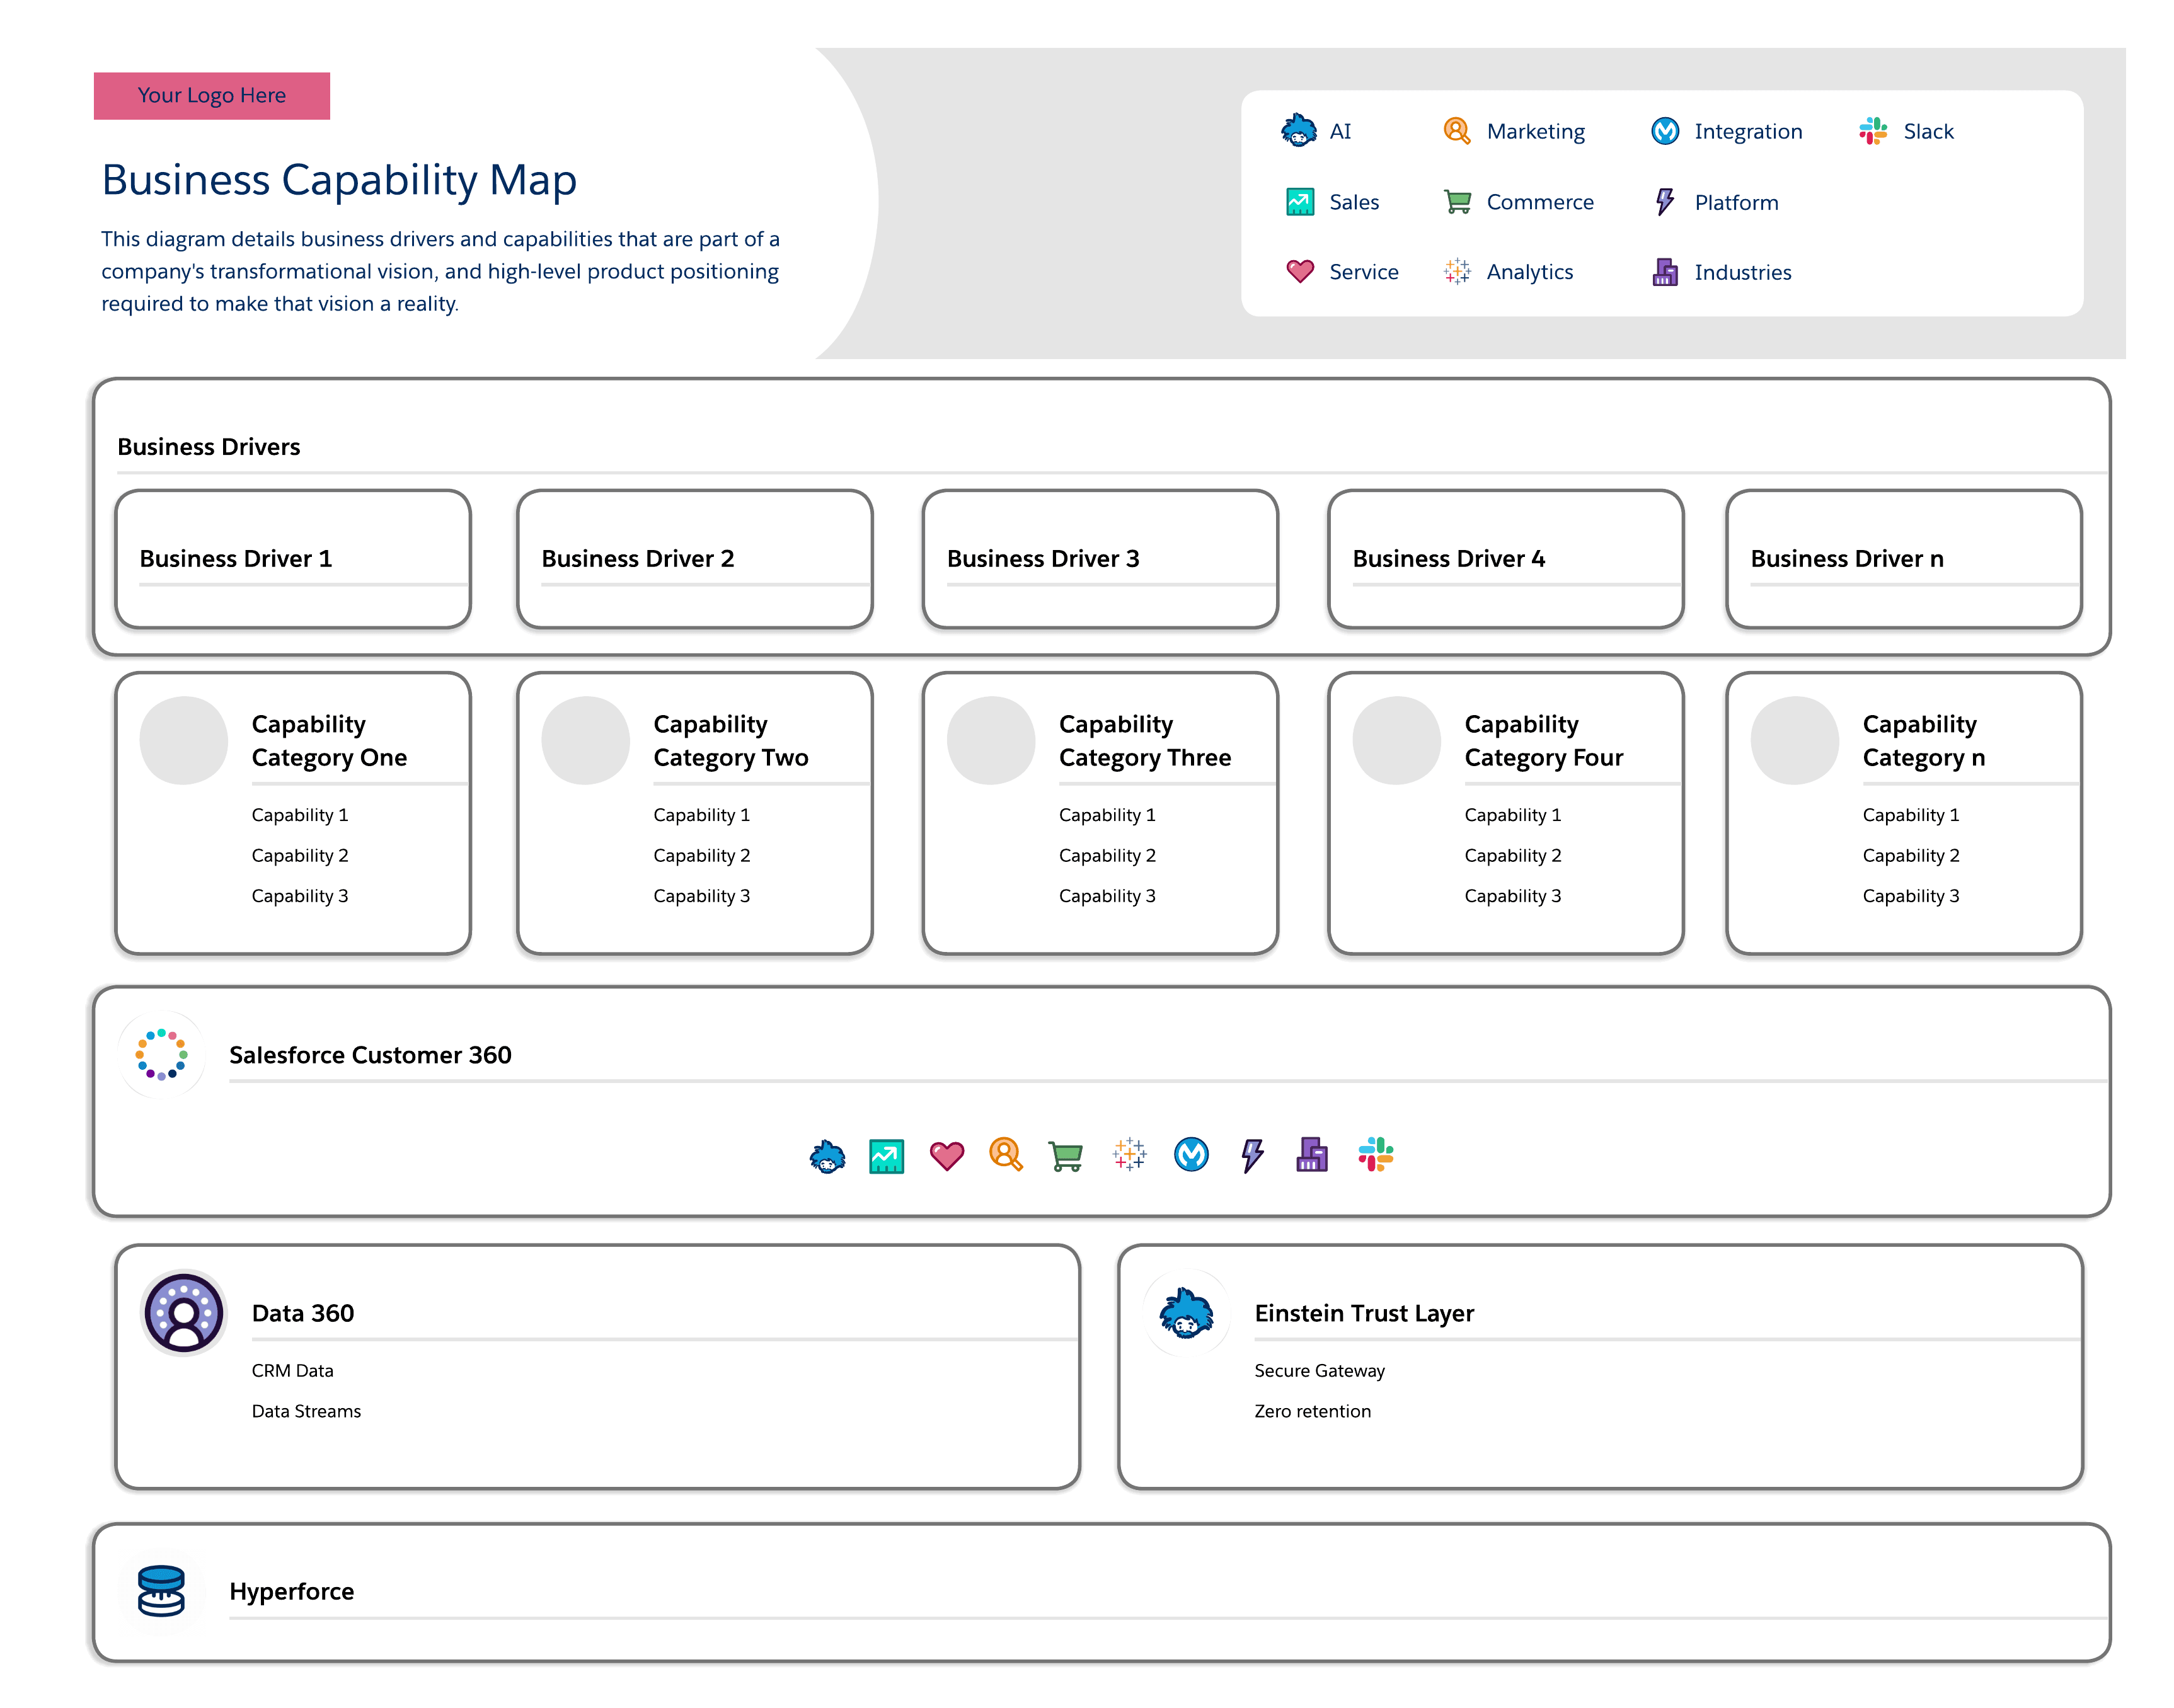 Your Logo Here
Business Capability Map
This diagram details business drivers and capabilities that are part of a
company's transformational vision, and high-level product positioning
required to make that vision a reality.
AI
Marketing
Integration
Slack
Sales
Commerce
Platform
Service
Analytics
Industries
Business Drivers
Business Driver 1
Business Driver 2
Business Driver 3
Business Driver 4
Business Driver n
Capability
Category One
Capability 1
Capability 2
Capability 3
Capability
Category Two
Capability 1
Capability 2
Capability 3
Capability
Category Three
Capability 1
Capability 2
Capability 3
Capability
Category Four
Capability 1
Capability 2
Capability 3
Capability
Category n
Capability 1
Capability 2
Capability 3
Salesforce Customer 360
Data 360
CRM Data
Data Streams
Einstein Trust Layer
Secure Gateway
Zero retention
Hyperforce